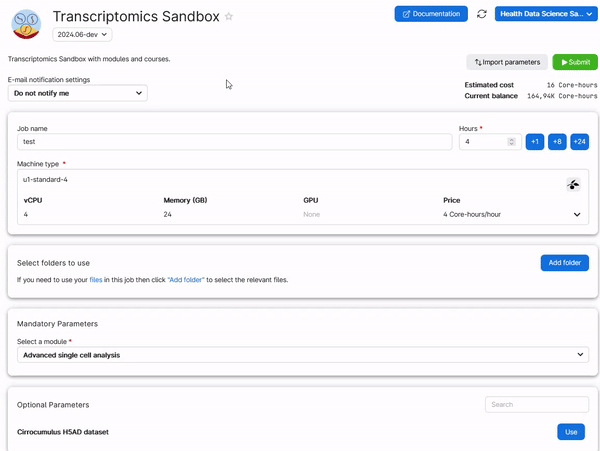 Transcriptomics Sandbox
Documentation
Health Data Science Sa...
2024.06-dev
Transcriptomics Sandbox with modules and courses.
Import parameters
Submit
E-mail notification settings
Do not notify me
Estimated cost 16 Core-hours
Current balance 164,94K Core-hours
Job name
Hours *
test
4
+1
+8
+24
Machine type *
u1-standard-4
vCPU Memory (GB) GPU Price
4 24 None 4 Core-hours/hour
Select folders to use
Add folder
If you need to use your files in this job then click "Add folder" to select the relevant files.
Mandatory Parameters
Select a module *
Advanced single cell analysis
Optional Parameters
Search
Cirrocumulus H5AD dataset
Use